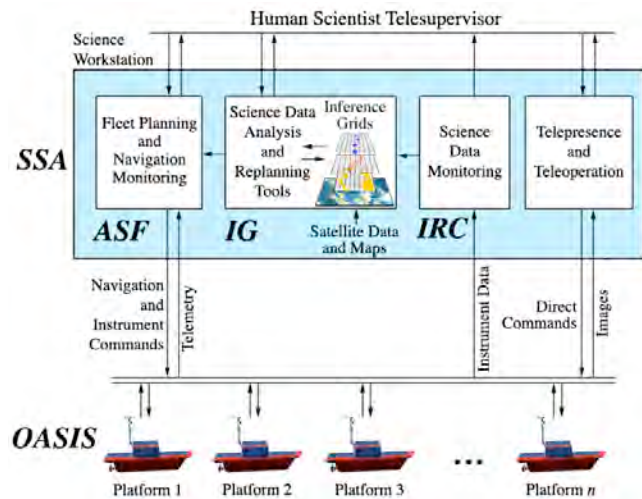 Human Scientist Telesupervisor
Science
Workstation
SSA
Fleet Planning
and
Navigation
Monitoring
ASF
Science Data
Analysis
and
Replanning
Tools
Inference
Grids
IG
Satellite Data
and Maps
Science
Data
Monitoring
IRC
Telepresence
and
Teleoperation
Navigation
and
Instrument
Commands
Telemetry
Instrument Data
Direct
Commands
Images
OASIS
Platform 1
Platform 2
Platform 3
...
Platform n